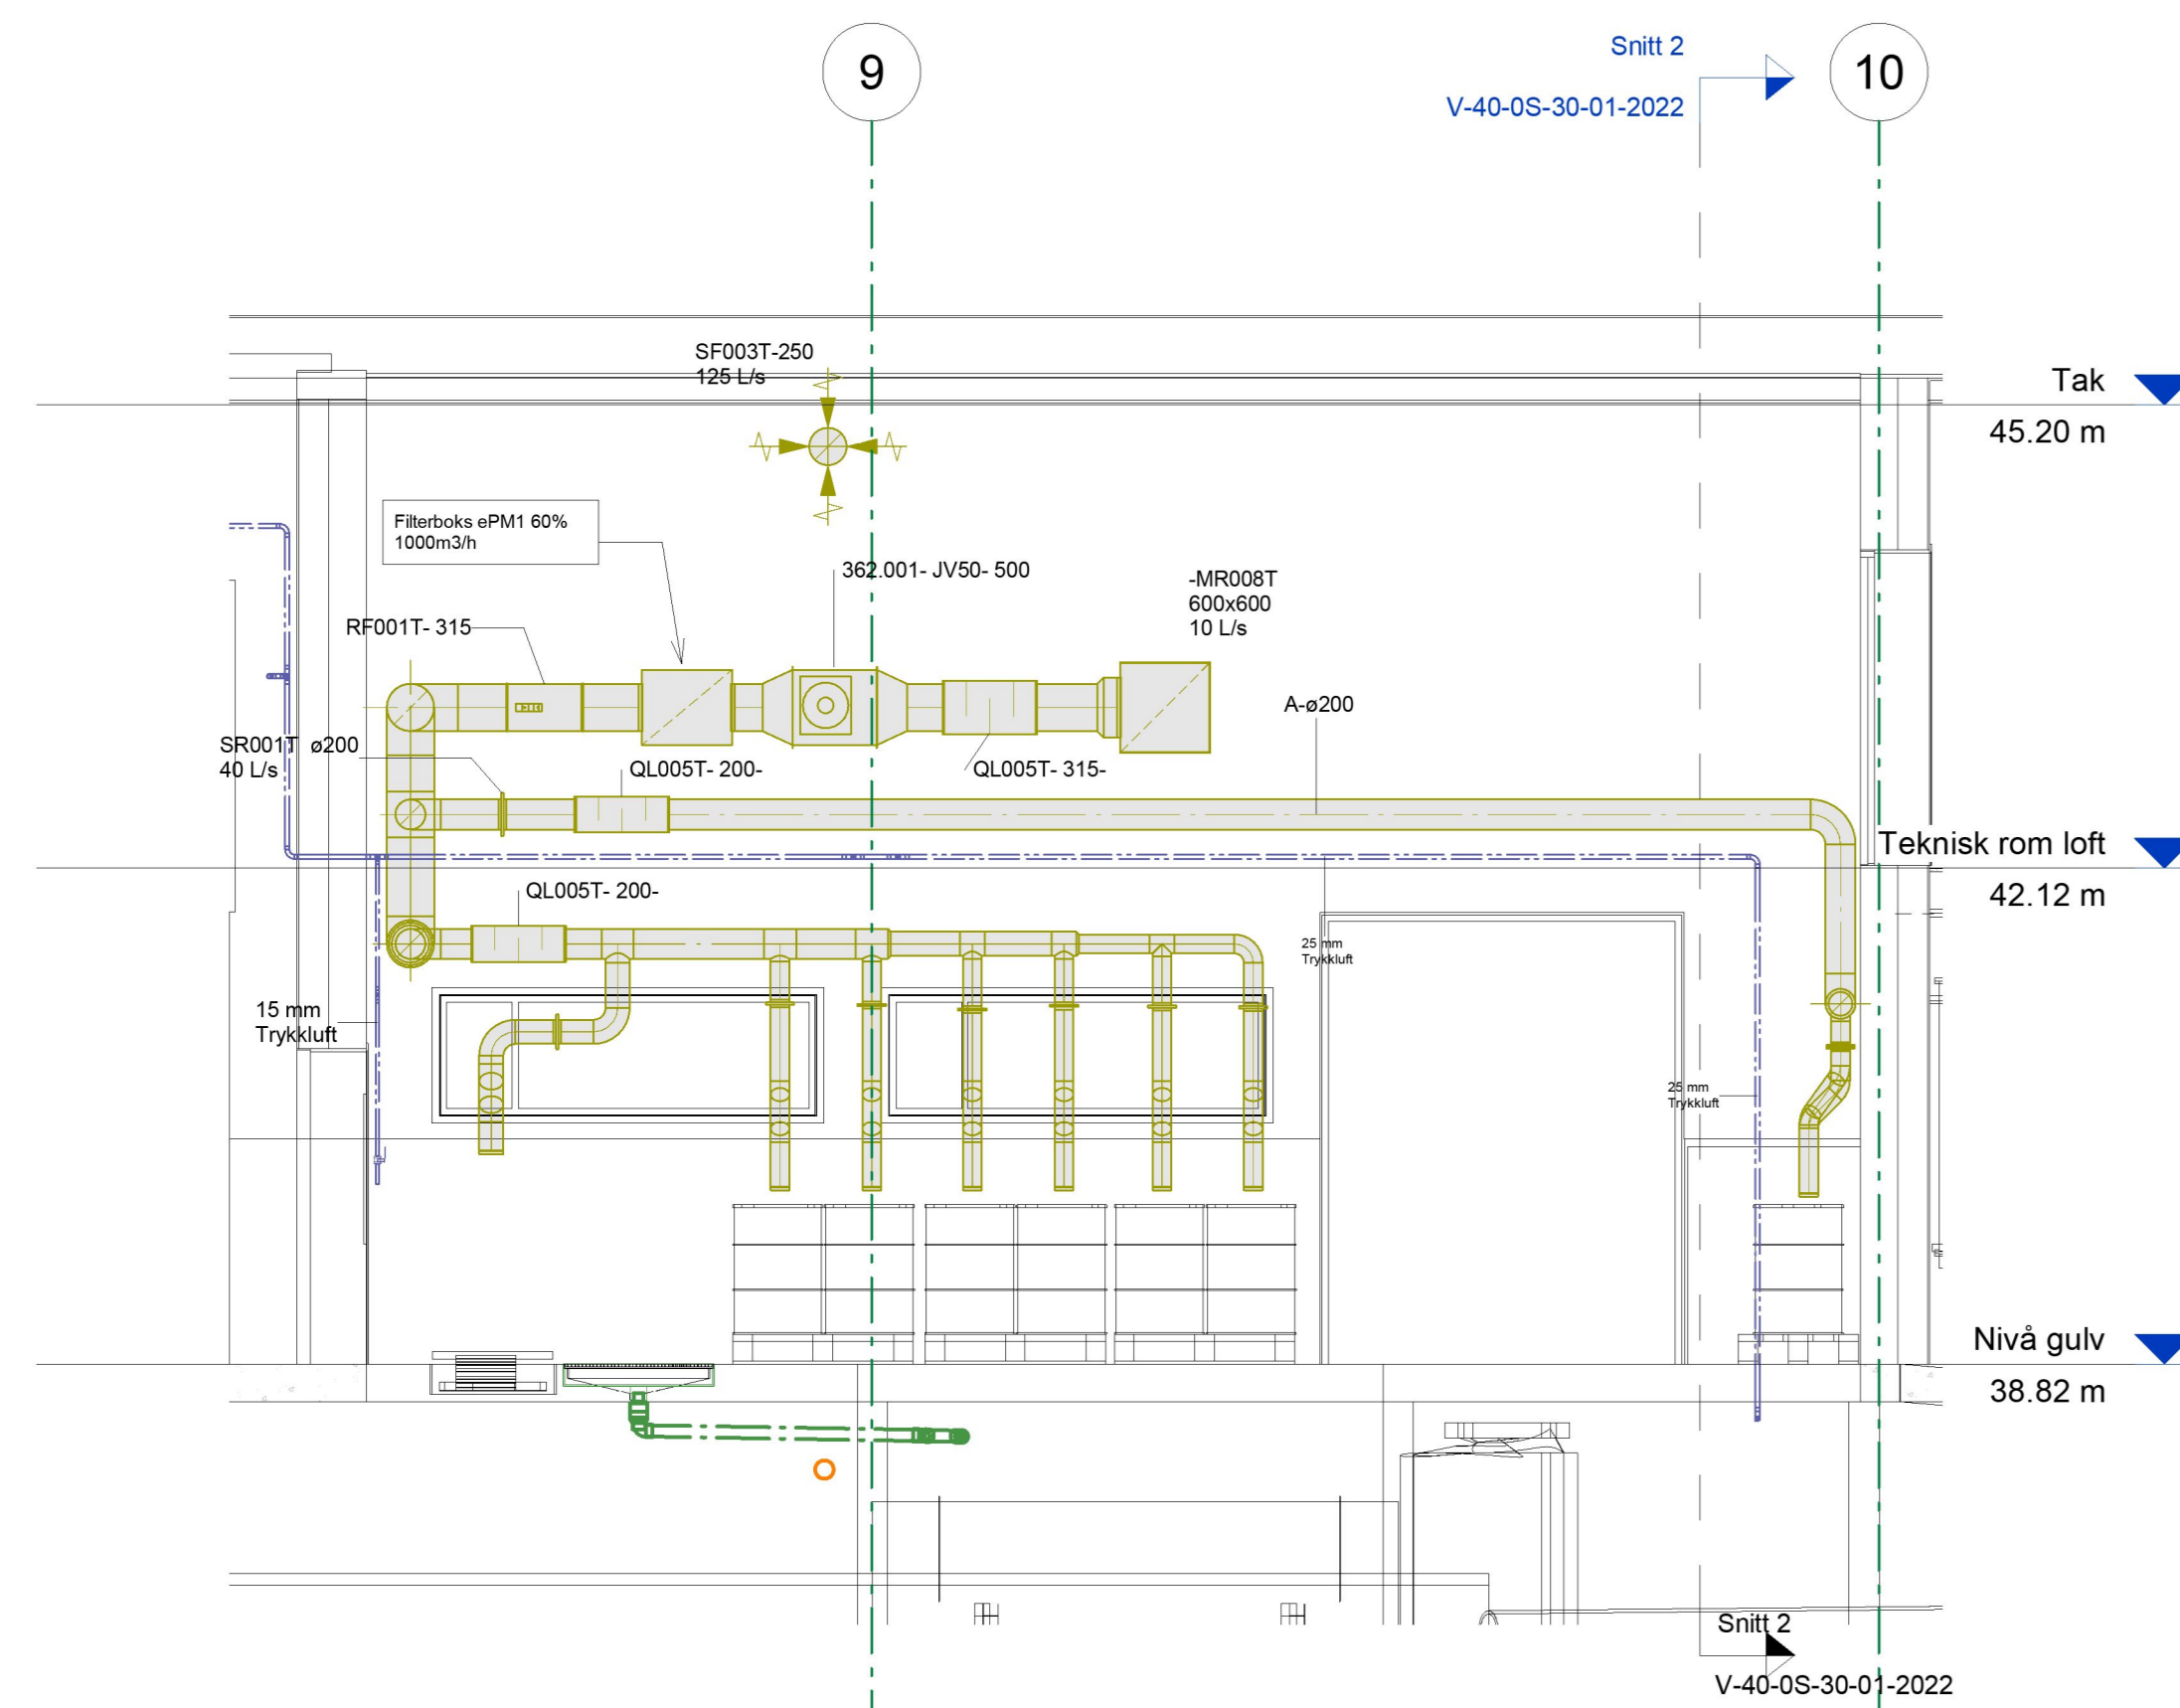 9
Snitt 2
10
V-40-0S-30-01-2022
SF003T-250
125 L/s
Tak
45.20 m
Filterboks ePM1 60%
1000m3/h
362.001- JV50- 500
-MR008T
600x600
10 L/s
RF001T- 315
A-ø200
SR001T ø200
40 L/s
QL005T- 200-
QL005T- 315-
Teknisk rom loft
42.12 m
QL005T- 200-
25 mm
Trykkluft
15 mm
Trykkluft
25 mm
Trykkluft
Nivå gulv
38.82 m
Snitt 2
V-40-0S-30-01-2022